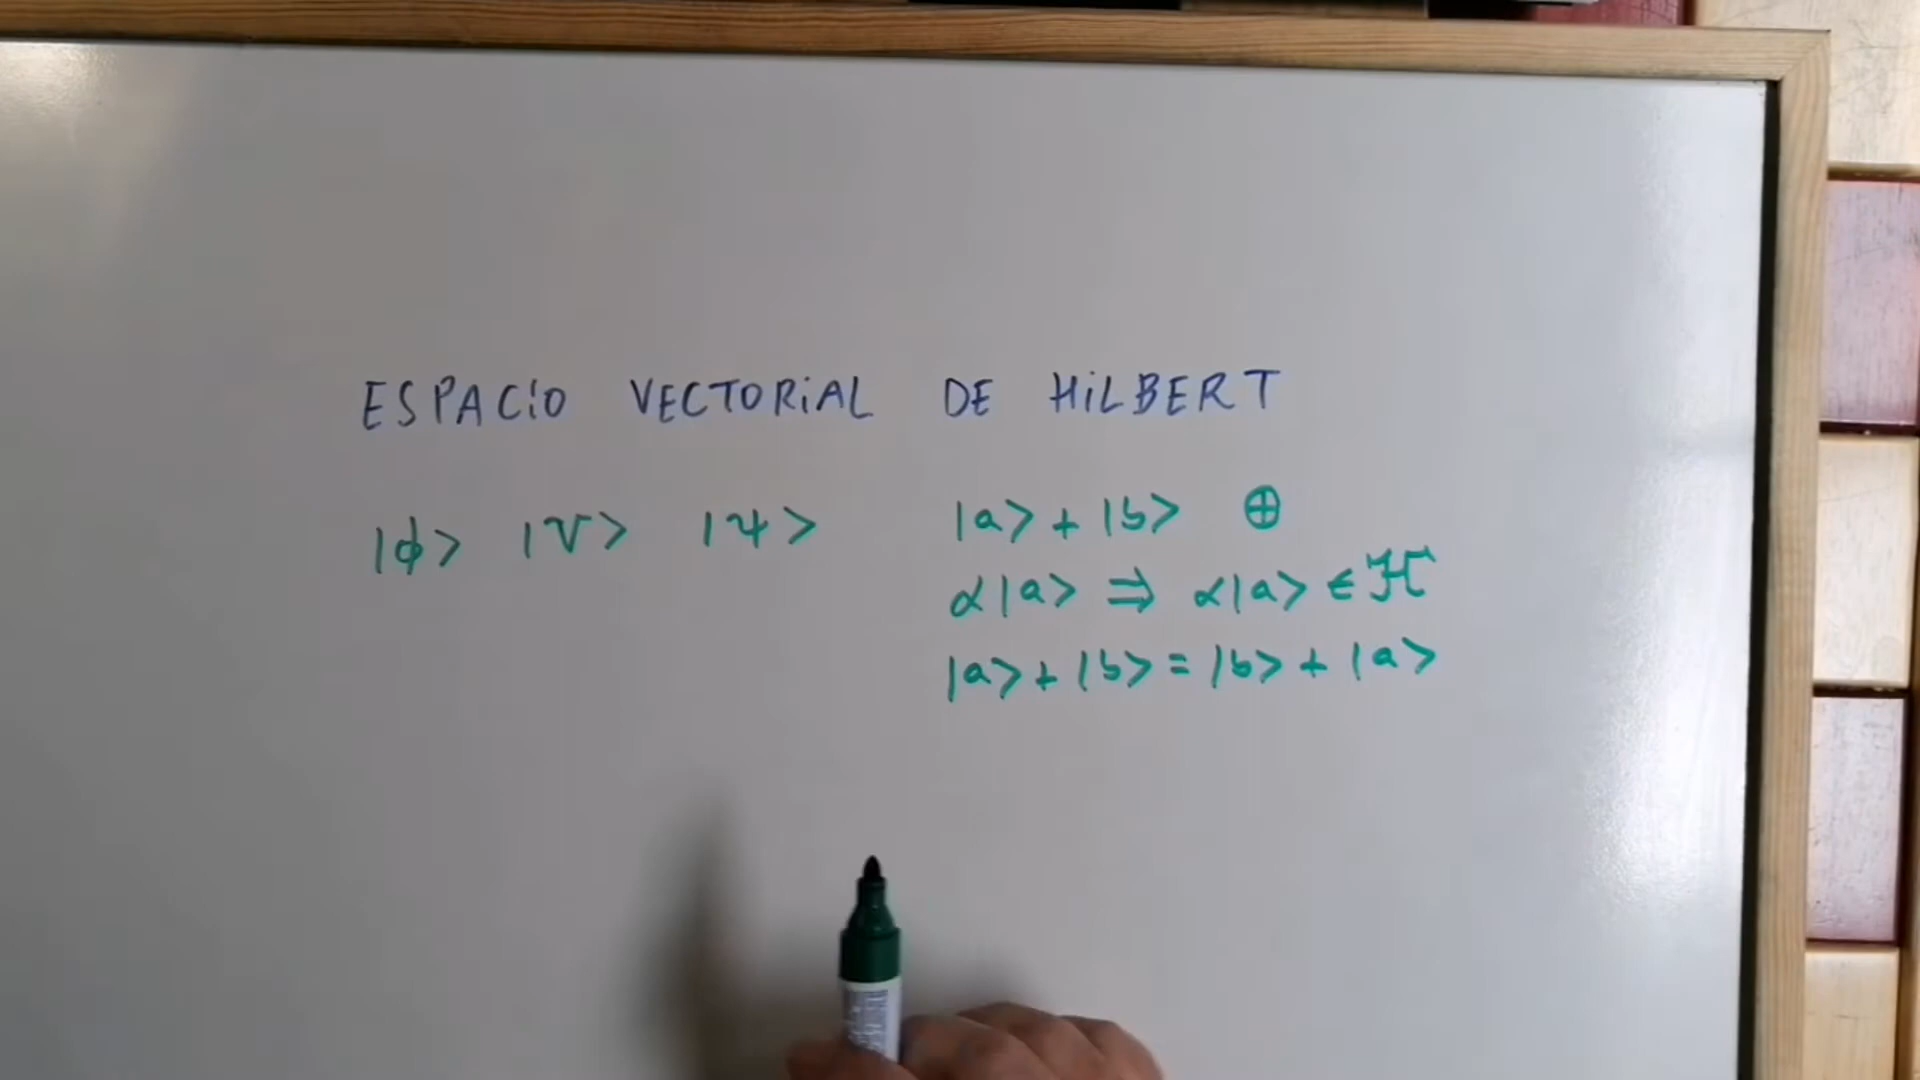 ESPACIO VECTORIAL DE HILBERT
|ϕ> |V> |ψ>
|a> + |b> ⊕
α|a> ⇒ α|a> ∈ ℋ
|a> + |b> = |b> + |a>